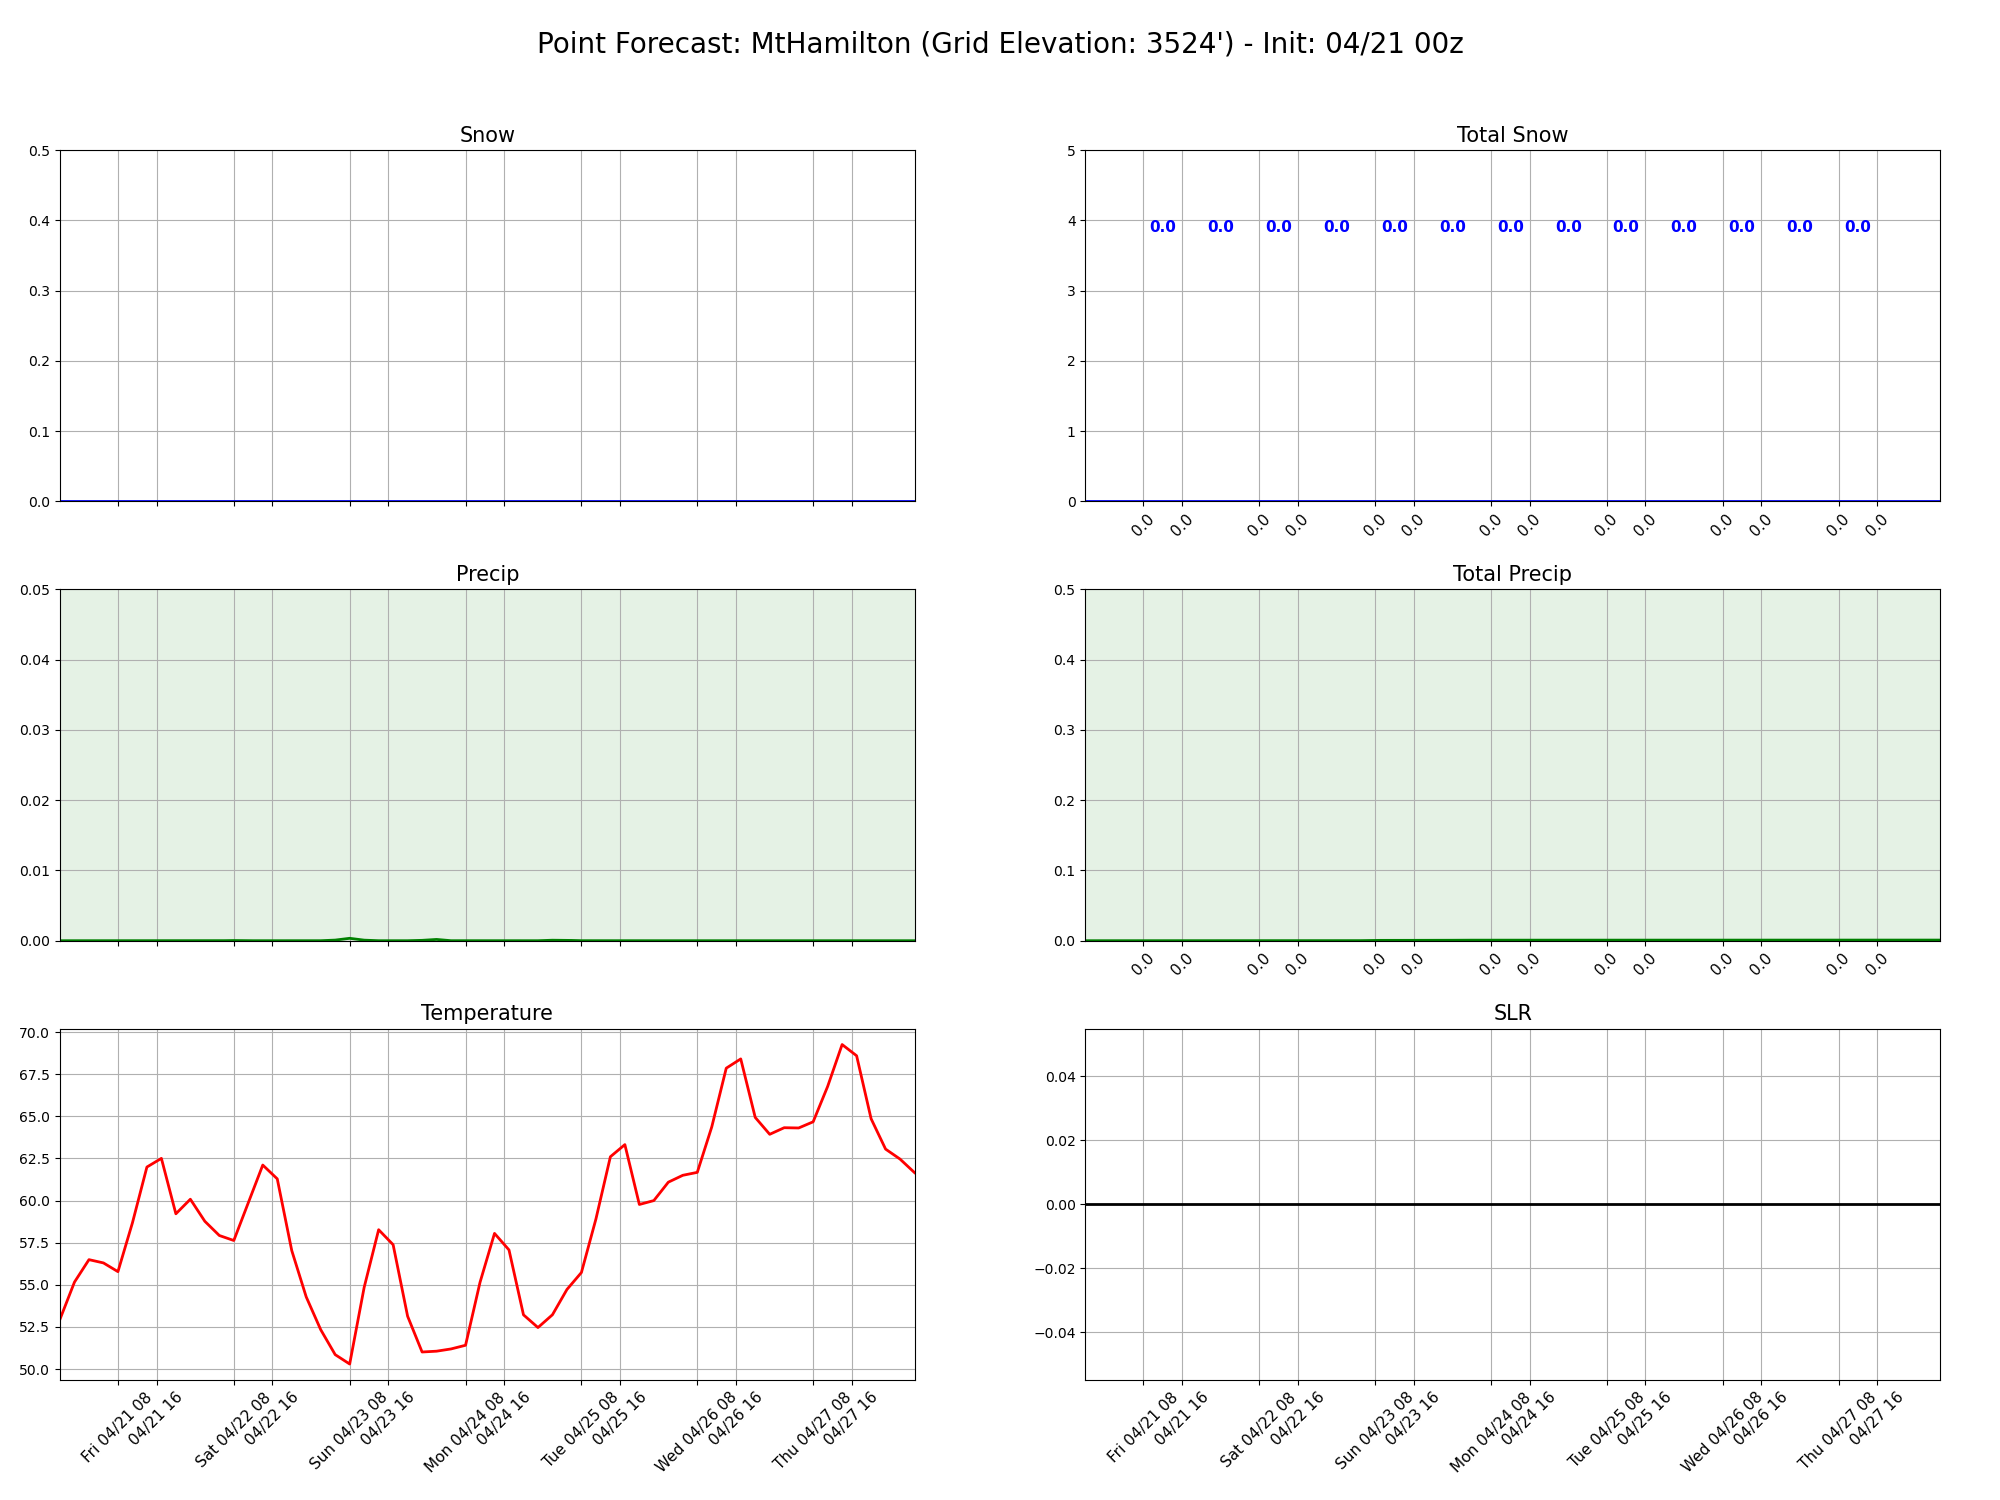 Point Forecast: MtHamilton (Grid Elevation: 3524') - Init: 04/21 00z
Snow
0.5
0.4
0.3
0.2
0.1
0.0
Total Snow
5
4
3
2
1
0
0.0 0.0 0.0 0.0 0.0 0.0 0.0 0.0 0.0 0.0 0.0 0.0 0.0
0.0 0.0 0.0 0.0 0.0 0.0 0.0 0.0 0.0 0.0 0.0 0.0 0.0 0.0
Precip
0.05
0.04
0.03
0.02
0.01
0.00
Total Precip
0.5
0.4
0.3
0.2
0.1
0.0
0.0 0.0 0.0 0.0 0.0 0.0 0.0 0.0 0.0 0.0 0.0 0.0 0.0 0.0
Temperature
70.0
67.5
65.0
62.5
60.0
57.5
55.0
52.5
50.0
Fri 04/21 08
04/21 16
Sat 04/22 08
04/22 16
Sun 04/23 08
04/23 16
Mon 04/24 08
04/24 16
Tue 04/25 08
04/25 16
Wed 04/26 08
04/26 16
Thu 04/27 08
04/27 16
SLR
0.04
0.02
0.00
−0.02
−0.04
Fri 04/21 08
04/21 16
Sat 04/22 08
04/22 16
Sun 04/23 08
04/23 16
Mon 04/24 08
04/24 16
Tue 04/25 08
04/25 16
Wed 04/26 08
04/26 16
Thu 04/27 08
04/27 16